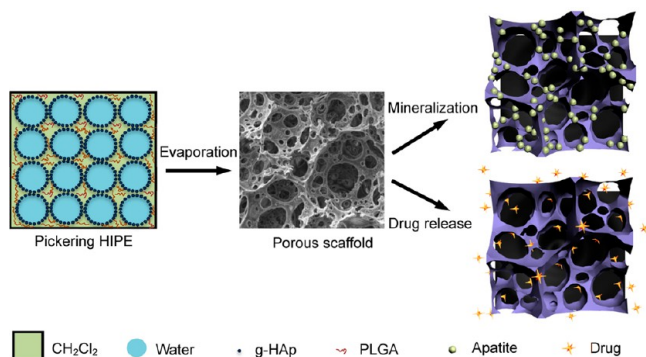 Evaporation
Mineralization
Drug release
Pickering HIPE
Porous scaffold
CH₂Cl₂ Water g-HAp PLGA Apatite Drug